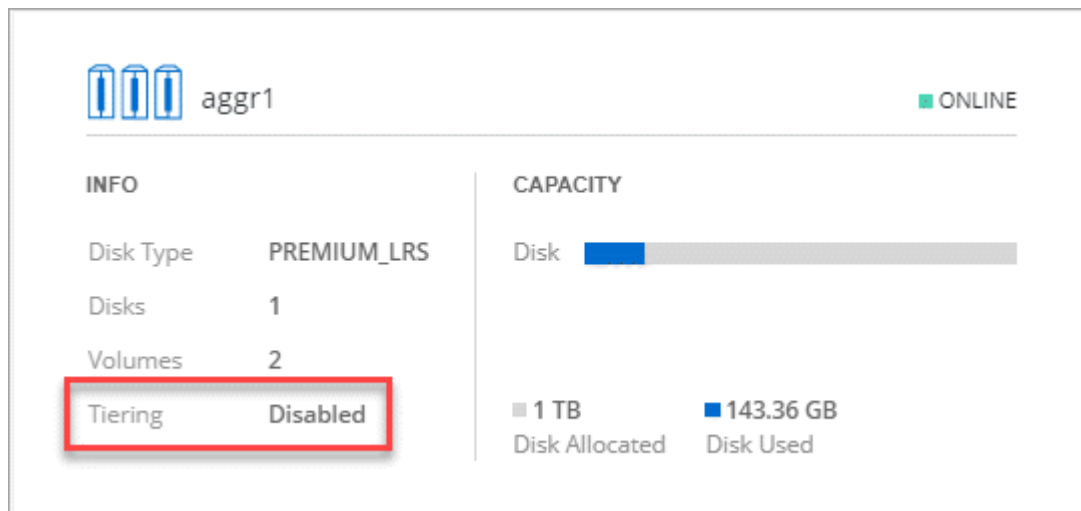 aggr1
ONLINE
INFO
Disk Type PREMIUM_LRS
Disks 1
Volumes 2
Tiering Disabled
CAPACITY
Disk
1 TB 143.36 GB
Disk Allocated Disk Used